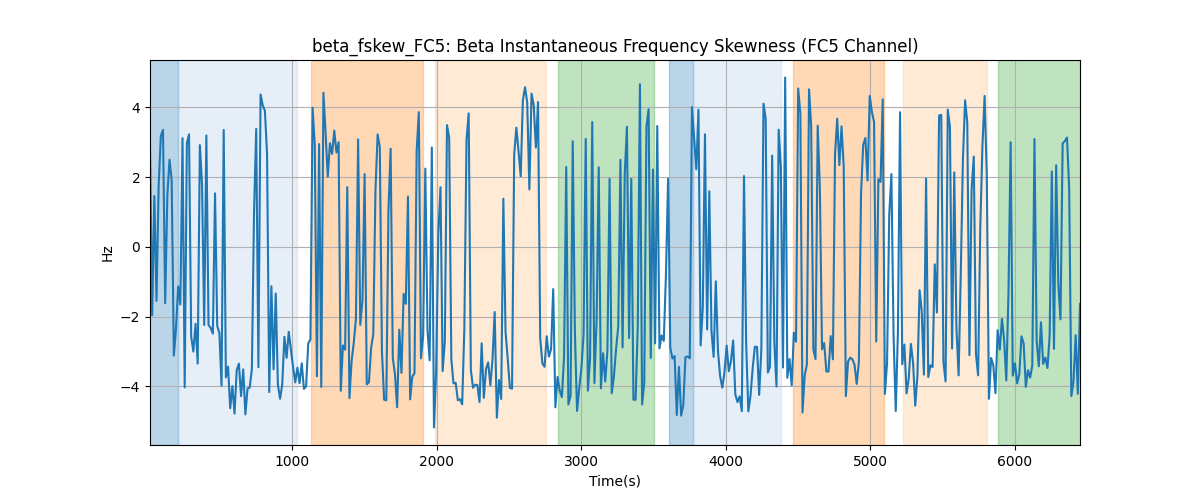 beta_fskew_FC5: Beta Instantaneous Frequency Skewness (FC5 Channel)
Hz
4
2
0
−2
−4
1000 2000 3000 4000 5000 6000
Time(s)